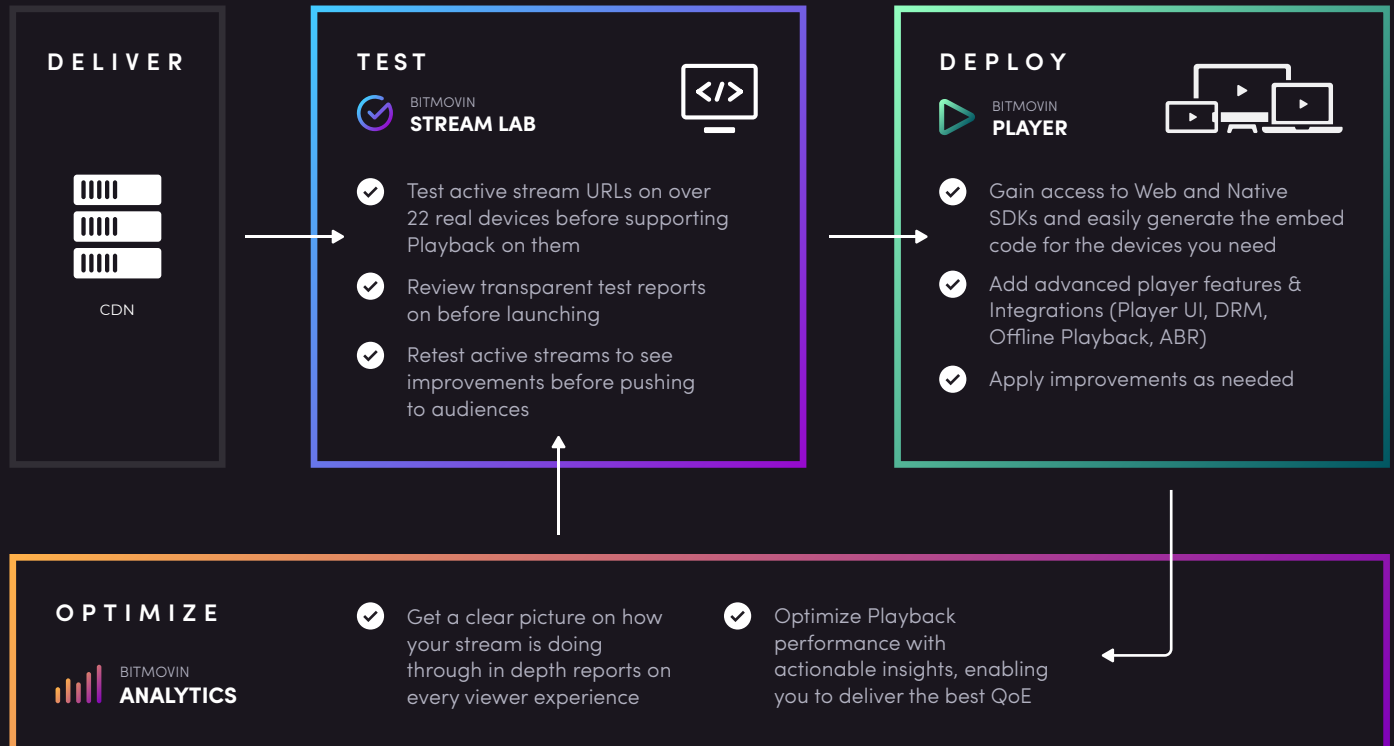 DELIVER
CDN
TEST
BITMOVIN
STREAM LAB
</>
Test active stream URLs on over
22 real devices before supporting
Playback on them
Review transparent test reports
on before launching
Retest active streams to see
improvements before pushing
to audiences
DEPLOY
BITMOVIN
PLAYER
Gain access to Web and Native
SDKs and easily generate the embed
code for the devices you need
Add advanced player features &
Integrations (Player UI, DRM,
Offline Playback, ABR)
Apply improvements as needed
OPTIMIZE
BITMOVIN
ANALYTICS
Get a clear picture on how
your stream is doing
through in depth reports on
every viewer experience
Optimize Playback
performance with
actionable insights, enabling
you to deliver the best QoE